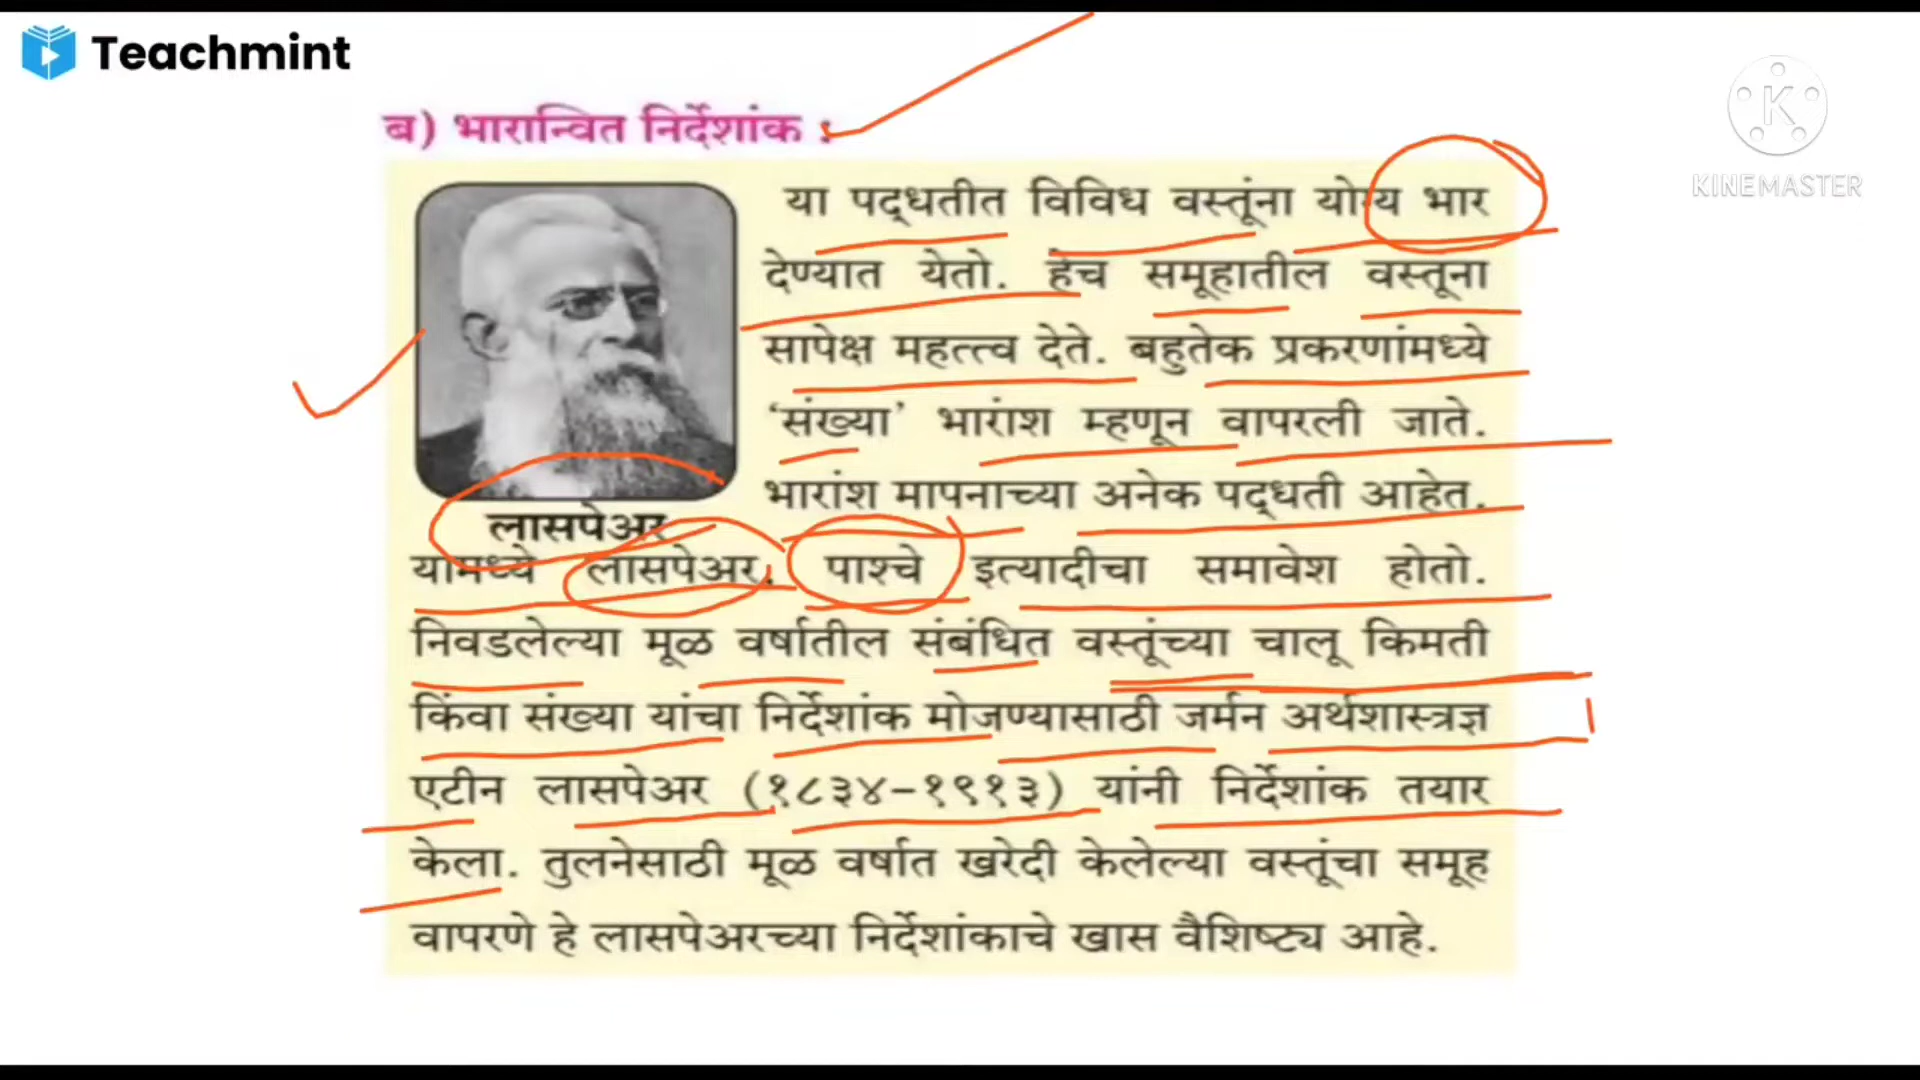 Teachmint
KINEMASTER
ब) भारान्वित निर्देशांक :
या पद्धतीत विविध वस्तूंना योग्य भार
देण्यात येतो. हेच समूहातील वस्तूना
सापेक्ष महत्त्व देते. बहुतेक प्रकरणांमध्ये
‘संख्या’ भारांश म्हणून वापरली जाते.
भारांश मापनाच्या अनेक पद्धती आहेत.
लासपेअर
यामध्ये लासपेअर. पाश्चे इत्यादीचा समावेश होतो.
निवडलेल्या मूळ वर्षातील संबंधित वस्तूंच्या चालू किमती
किंवा संख्या यांचा निर्देशांक मोजण्यासाठी जर्मन अर्थशास्त्रज्ञ
एटीन लासपेअर (१८३४-१९१३) यांनी निर्देशांक तयार
केला. तुलनेसाठी मूळ वर्षात खरेदी केलेल्या वस्तूंचा समूह
वापरणे हे लासपेअरच्या निर्देशांकाचे खास वैशिष्ट्य आहे.